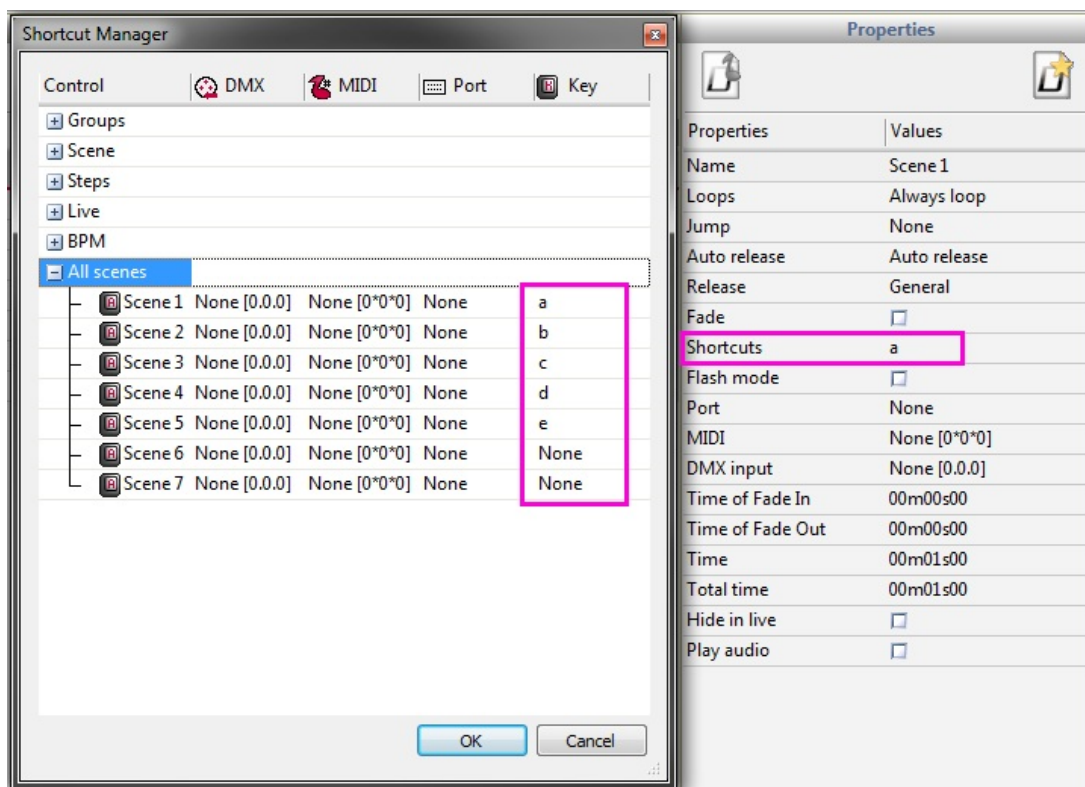 Shortcut Manager
Control DMX MIDI Port Key
Groups
Scene
Steps
Live
BPM
All scenes
Scene 1 None [0.0.0] None [0*0*0] None a
Scene 2 None [0.0.0] None [0*0*0] None b
Scene 3 None [0.0.0] None [0*0*0] None c
Scene 4 None [0.0.0] None [0*0*0] None d
Scene 5 None [0.0.0] None [0*0*0] None e
Scene 6 None [0.0.0] None [0*0*0] None None
Scene 7 None [0.0.0] None [0*0*0] None None
OK Cancel
Properties
Properties Values
Name Scene 1
Loops Always loop
Jump None
Auto release Auto release
Release General
Fade
Shortcuts a
Flash mode
Port None
MIDI None [0*0*0]
DMX input None [0.0.0]
Time of Fade In 00m00s00
Time of Fade Out 00m00s00
Time 00m01s00
Total time 00m01s00
Hide in live
Play audio